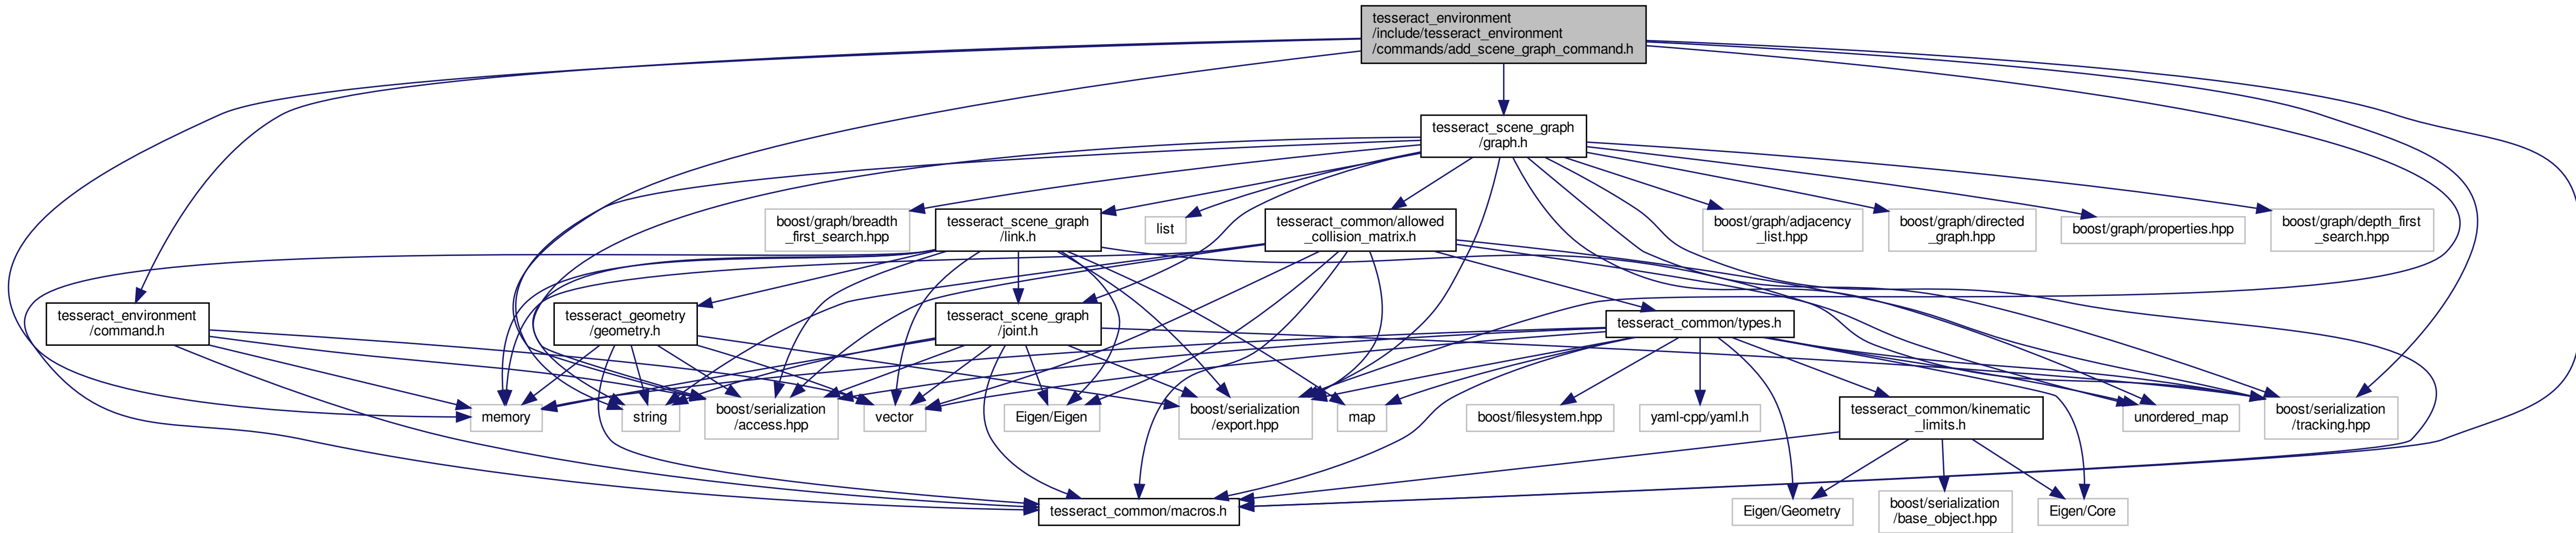 tesseract_environment
/include/tesseract_environment
/commands/add_scene_graph_command.h
tesseract_scene_graph
/graph.h
boost/graph/breadth
_first_search.hpp
tesseract_scene_graph
/link.h
list
tesseract_common/allowed
_collision_matrix.h
boost/graph/adjacency
_list.hpp
boost/graph/directed
_graph.hpp
boost/graph/properties.hpp
boost/graph/depth_first
_search.hpp
tesseract_environment
/command.h
tesseract_geometry
/geometry.h
tesseract_scene_graph
/joint.h
tesseract_common/types.h
memory
string
boost/serialization
/access.hpp
vector
Eigen/Eigen
boost/serialization
/export.hpp
map
boost/filesystem.hpp
yaml-cpp/yaml.h
tesseract_common/kinematic
_limits.h
unordered_map
boost/serialization
/tracking.hpp
tesseract_common/macros.h
Eigen/Geometry
boost/serialization
/base_object.hpp
Eigen/Core